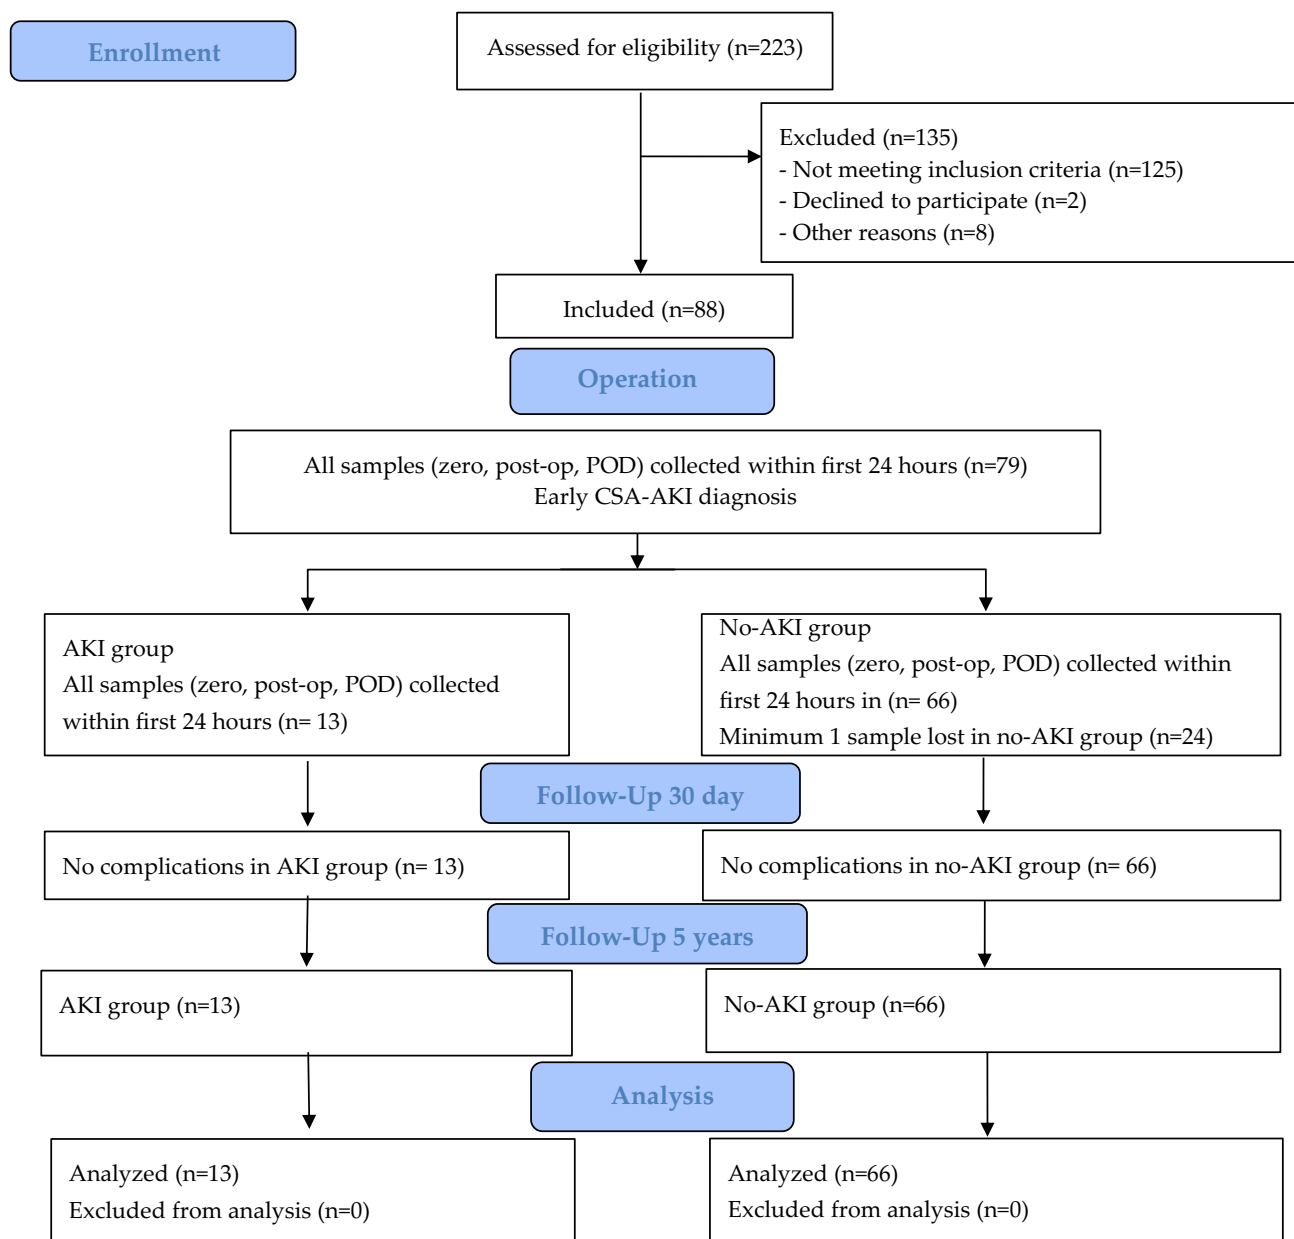 Enrollment
Assessed for eligibility (n=223)
Excluded (n=135)
- Not meeting inclusion criteria (n=125)
- Declined to participate (n=2)
- Other reasons (n=8)
Included (n=88)
Operation
All samples (zero, post-op, POD) collected within first 24 hours (n=79)
Early CSA-AKI diagnosis
AKI group
All samples (zero, post-op, POD) collected
within first 24 hours (n= 13)
No-AKI group
All samples (zero, post-op, POD) collected within
first 24 hours in (n= 66)
Minimum 1 sample lost in no-AKI group (n=24)
Follow-Up 30 day
No complications in AKI group (n= 13)
No complications in no-AKI group (n= 66)
Follow-Up 5 years
AKI group (n=13)
No-AKI group (n=66)
Analysis
Analyzed (n=13)
Excluded from analysis (n=0)
Analyzed (n=66)
Excluded from analysis (n=0)